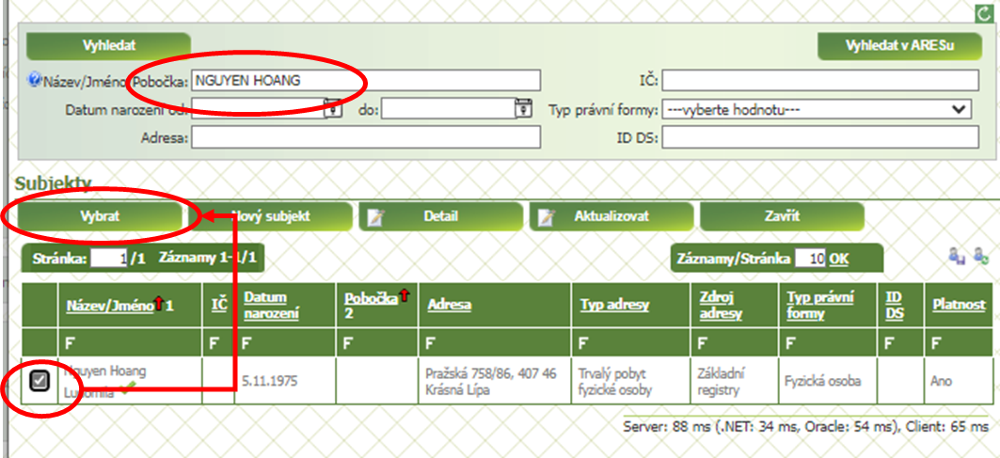 Vyhledat Vyhledat v ARESu
Název/Jméno Pobočka: NGUYEN HOANG IČ:
Datum narození od: do: Typ právní formy: ---vyberte hodnotu---
Adresa: ID DS:
Subjekty
Vybrat Nový subjekt Detail Aktualizovat Zavřít
Stránka: 1/1 Záznamy 1-1/1 Záznamy/Stránka 10 OK
Název/Jméno 1 IČ Datum narození Pobočka 2 Adresa Typ adresy Zdroj adresy Typ právní formy ID DS Platnost
F F F F F F F F F F
Nguyen Hoang Ludomila 5.11.1975 Pražská 758/86, 407 46 Krásná Lípa Trvalý pobyt fyzické osoby Základní registry Fyzická osoba Ano
Server: 88 ms (.NET: 34 ms, Oracle: 54 ms), Client: 65 ms